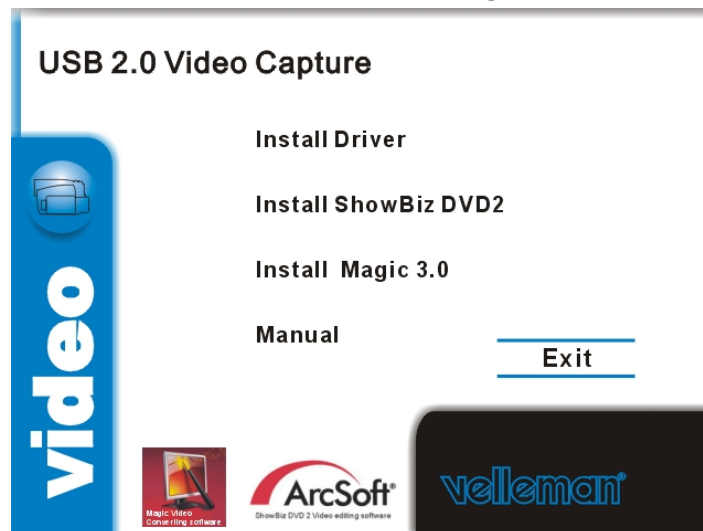 USB 2.0 Video Capture
Install Driver
Install ShowBiz DVD2
Install Magic 3.0
Manual
Exit
video
Magic Video
Converling software
ArcSoft®
ShowBiz DVD 2 Video editing software
velleman®